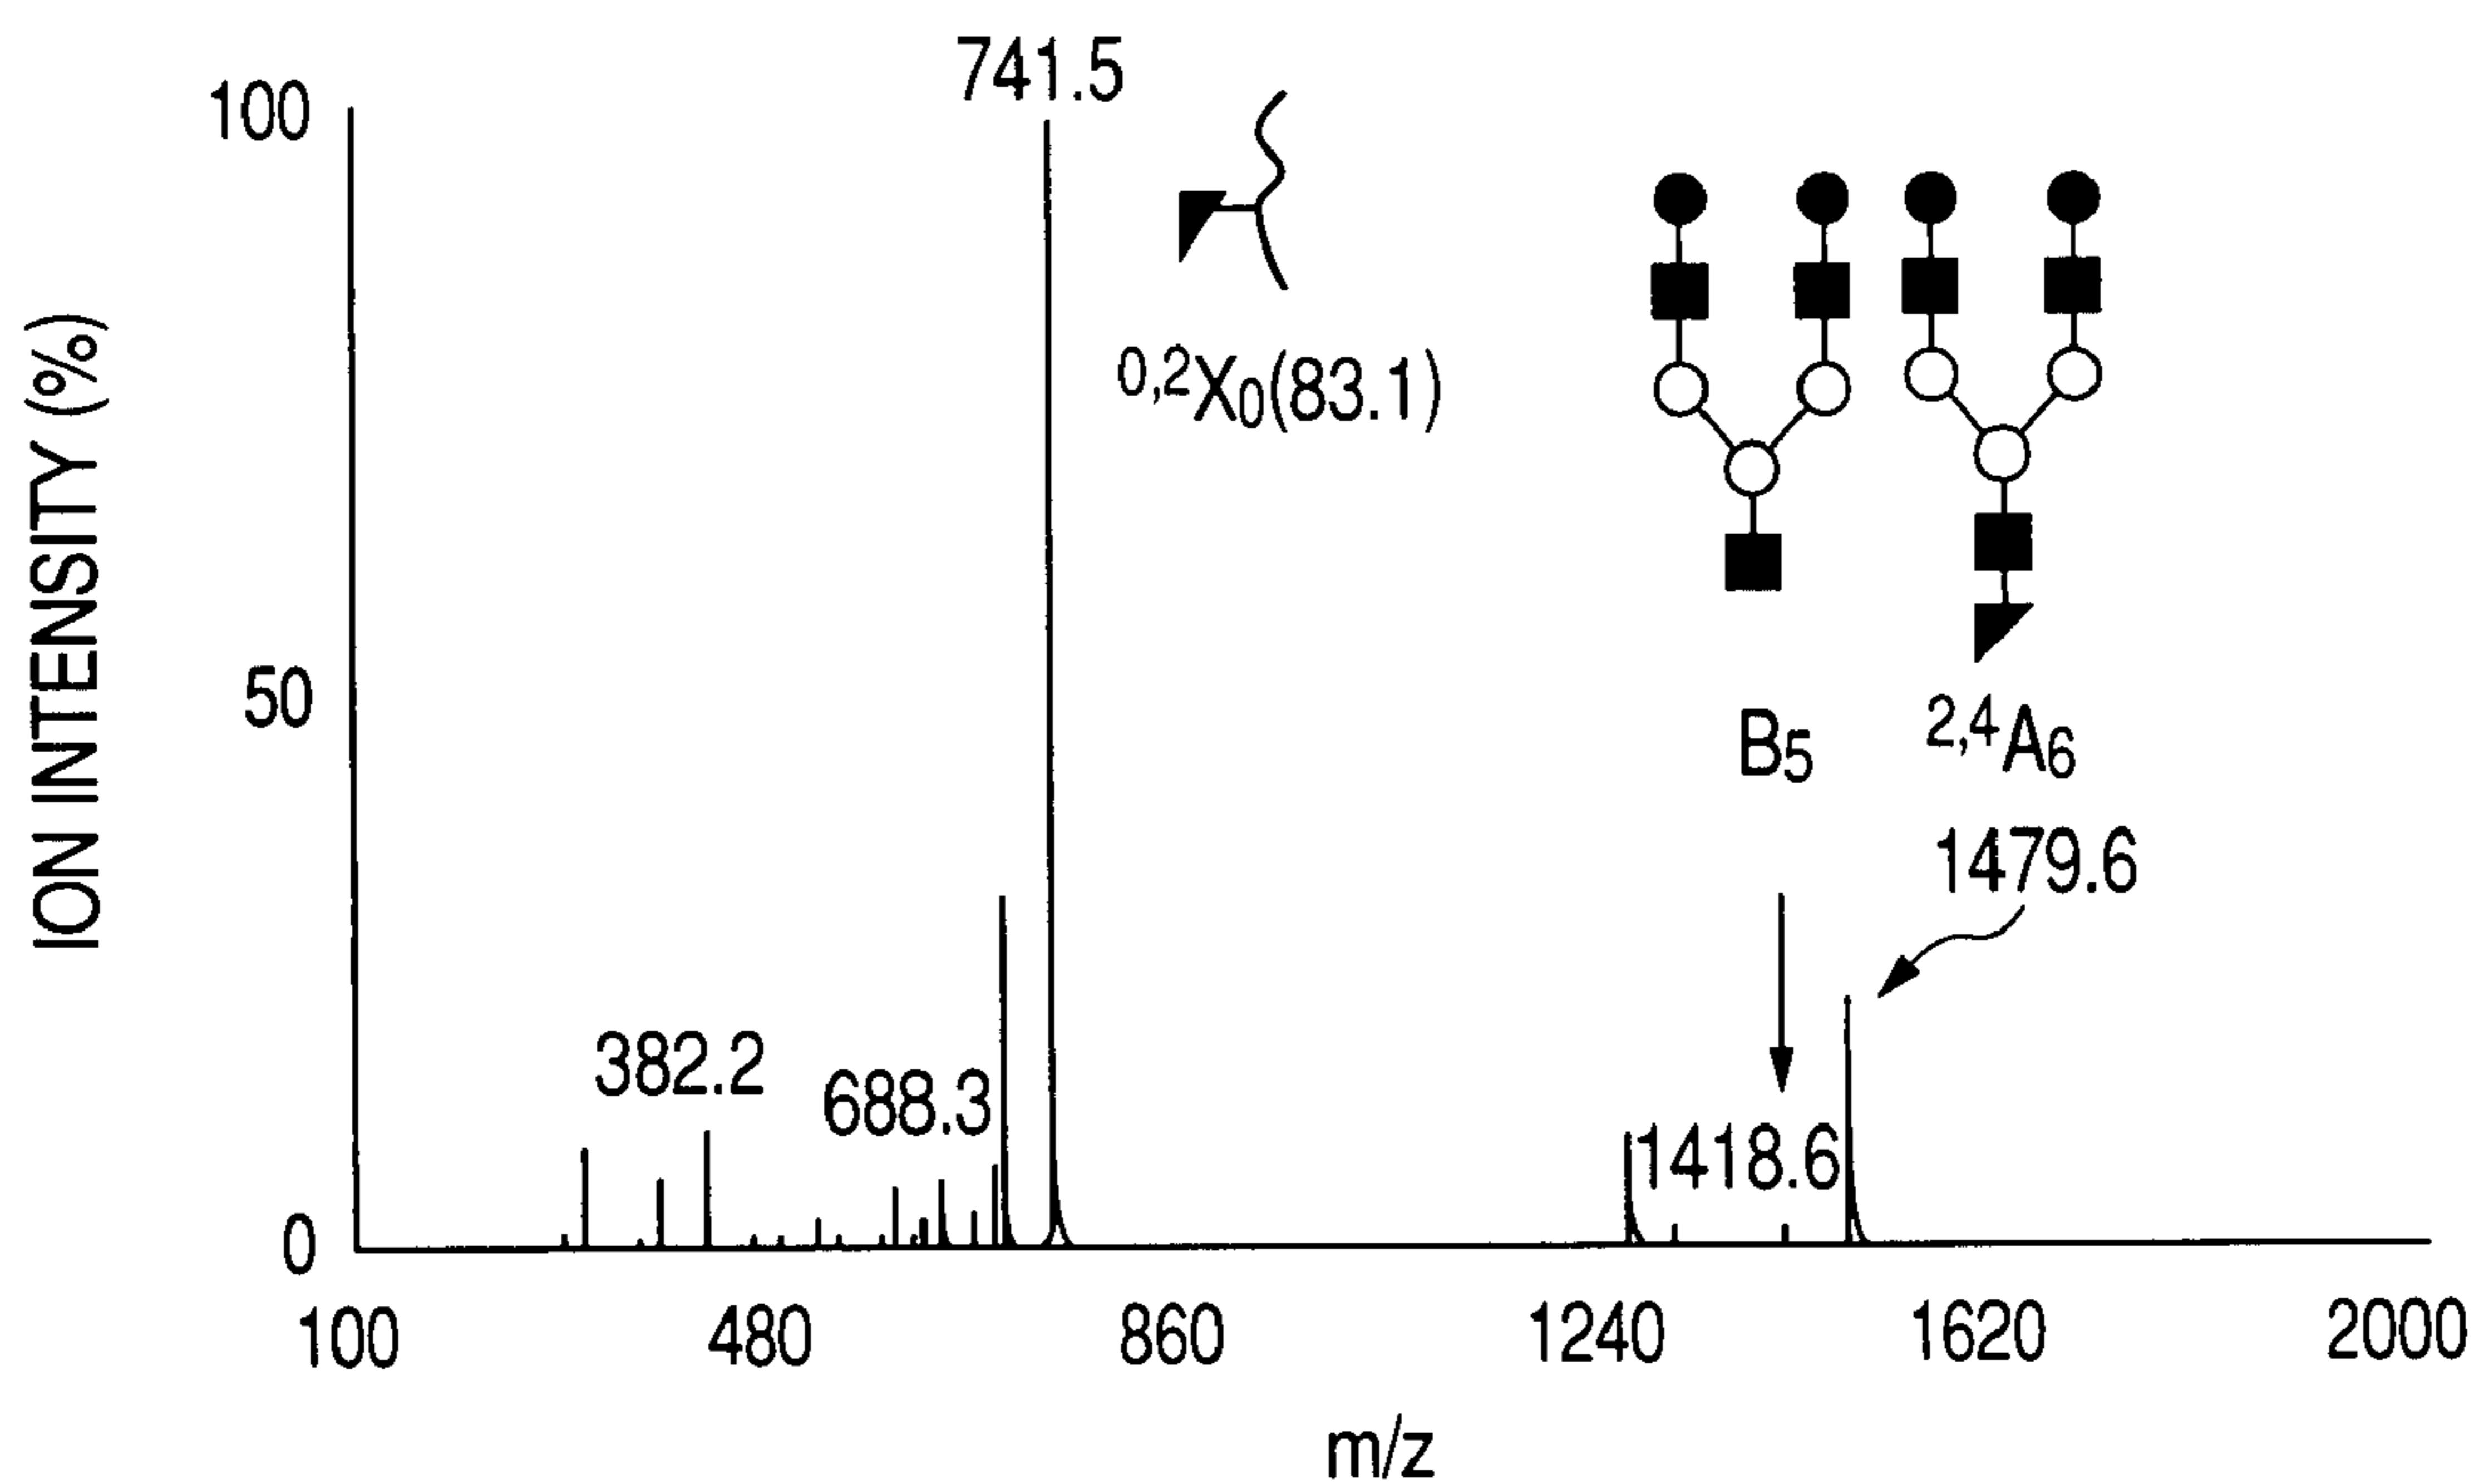 741.5
100
0,2X0(83.1)
ION INTENSITY (%)
50
B5
2,4A6
1479.6
382.2
688.3
1418.6
0
100
480
860
1240
1620
2000
m/z